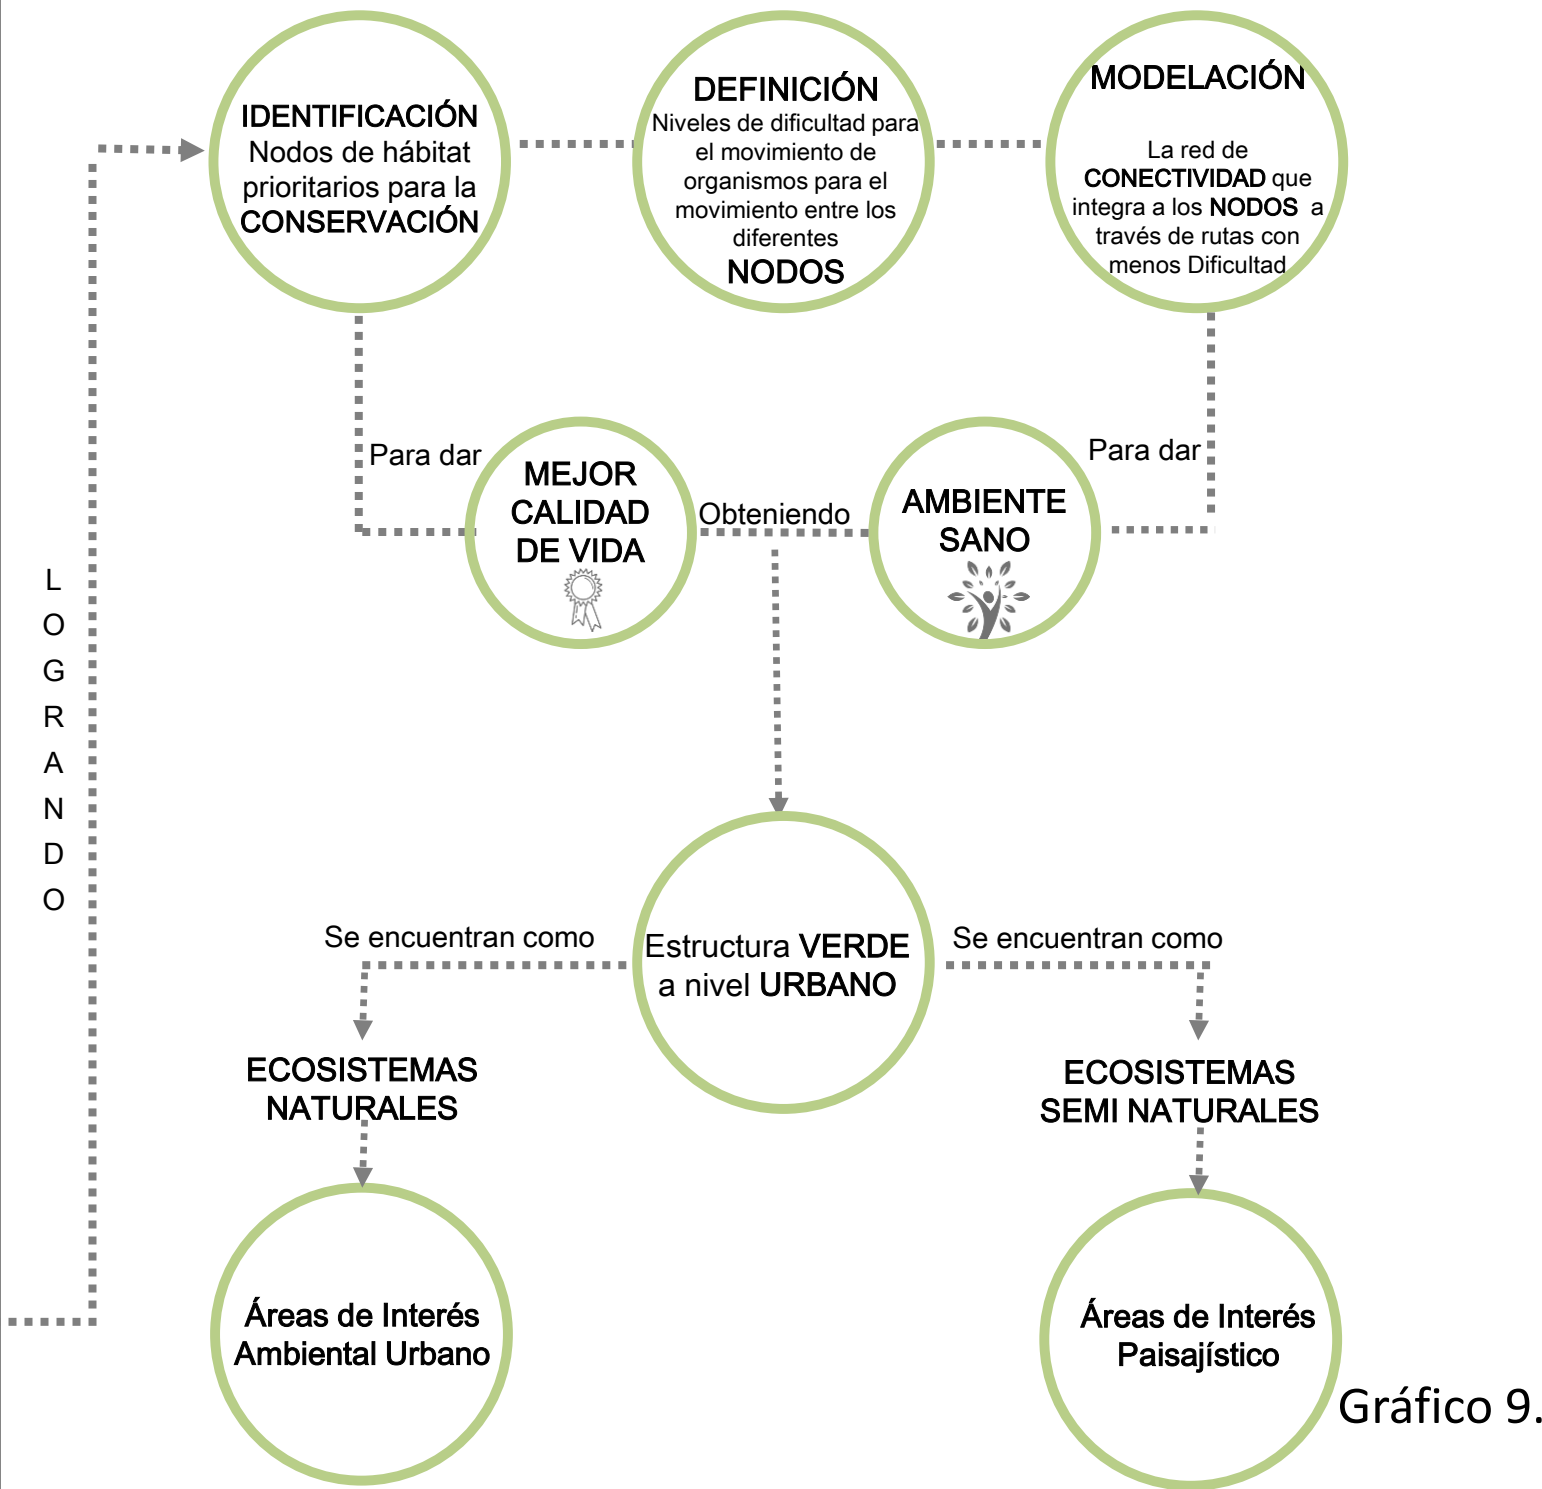 IDENTIFICACIÓN
Nodos de hábitat
prioritarios para la
CONSERVACIÓN
DEFINICIÓN
Niveles de dificultad para
el movimiento de
organismos para el
movimiento entre los
diferentes
NODOS
MODELACIÓN
La red de
CONECTIVIDAD que
integra a los NODOS a
través de rutas con
menos Dificultad
Para dar
MEJOR
CALIDAD
DE VIDA
Obteniendo
AMBIENTE
SANO
Para dar
L
O
G
R
A
N
D
O
Se encuentran como
Estructura VERDE
a nivel URBANO
Se encuentran como
ECOSISTEMAS
NATURALES
ECOSISTEMAS
SEMI NATURALES
Áreas de Interés
Ambiental Urbano
Áreas de Interés
Paisajístico
Gráfico 9.